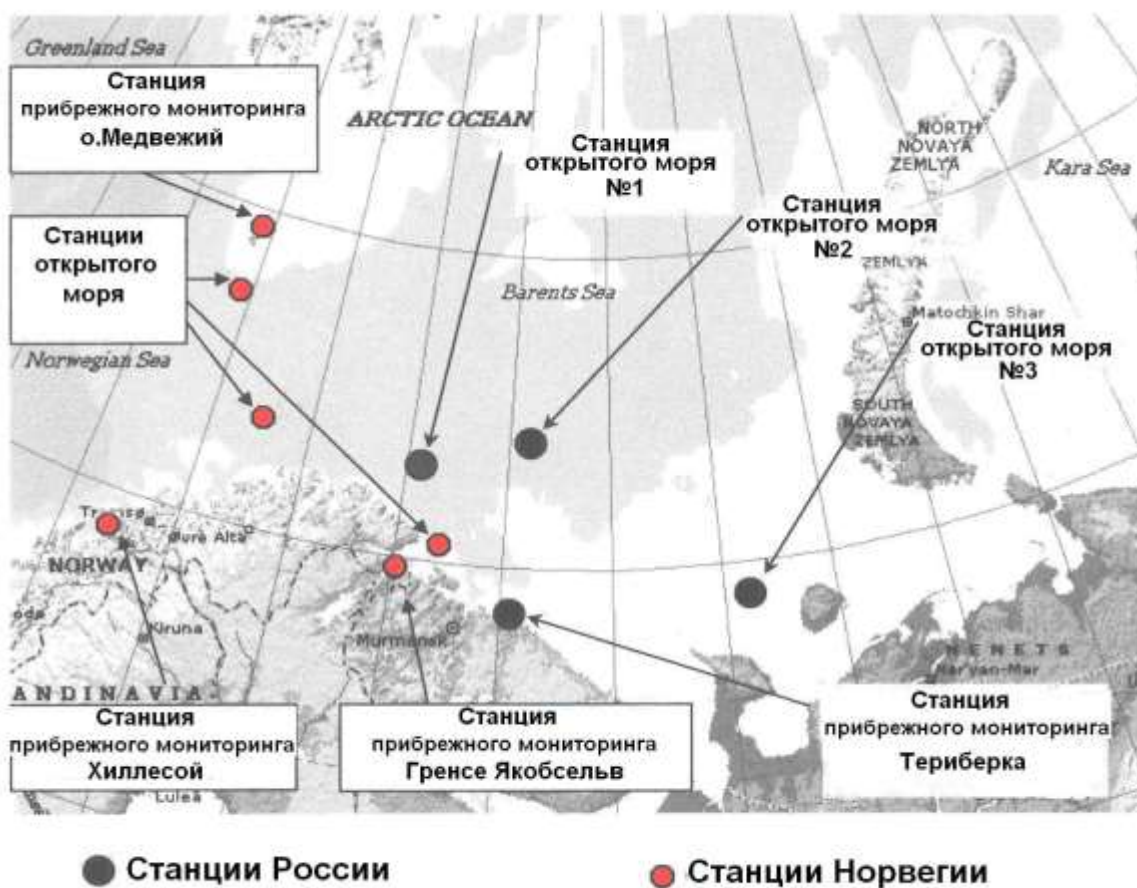 Greenland Sea
Станция
прибрежного мониторинга
о.Медвежий
ARCTIC OCEAN
Станция
открытого моря
№1
NORTH
NOVAYA
ZEMLYA
Kara Sea
Станции
открытого
моря
Станция
открытого моря
№2
ZEMLYA
Barents Sea
Matochkin Shar
Станция
открытого моря
№3
Norwegian Sea
SOUTH
NOVAYA
ZEMLYA
Alta
NORWAY
Kiruna
Murmansk
NENETS
Naryan-Mar
ANDINAVIA
Станция
прибрежного мониторинга
Хиллесой
Станция
прибрежного мониторинга
Гренсе Якобсельв
Станция
прибрежного мониторинга
Териберка
Lulea
Станции России
Станции Норвегии